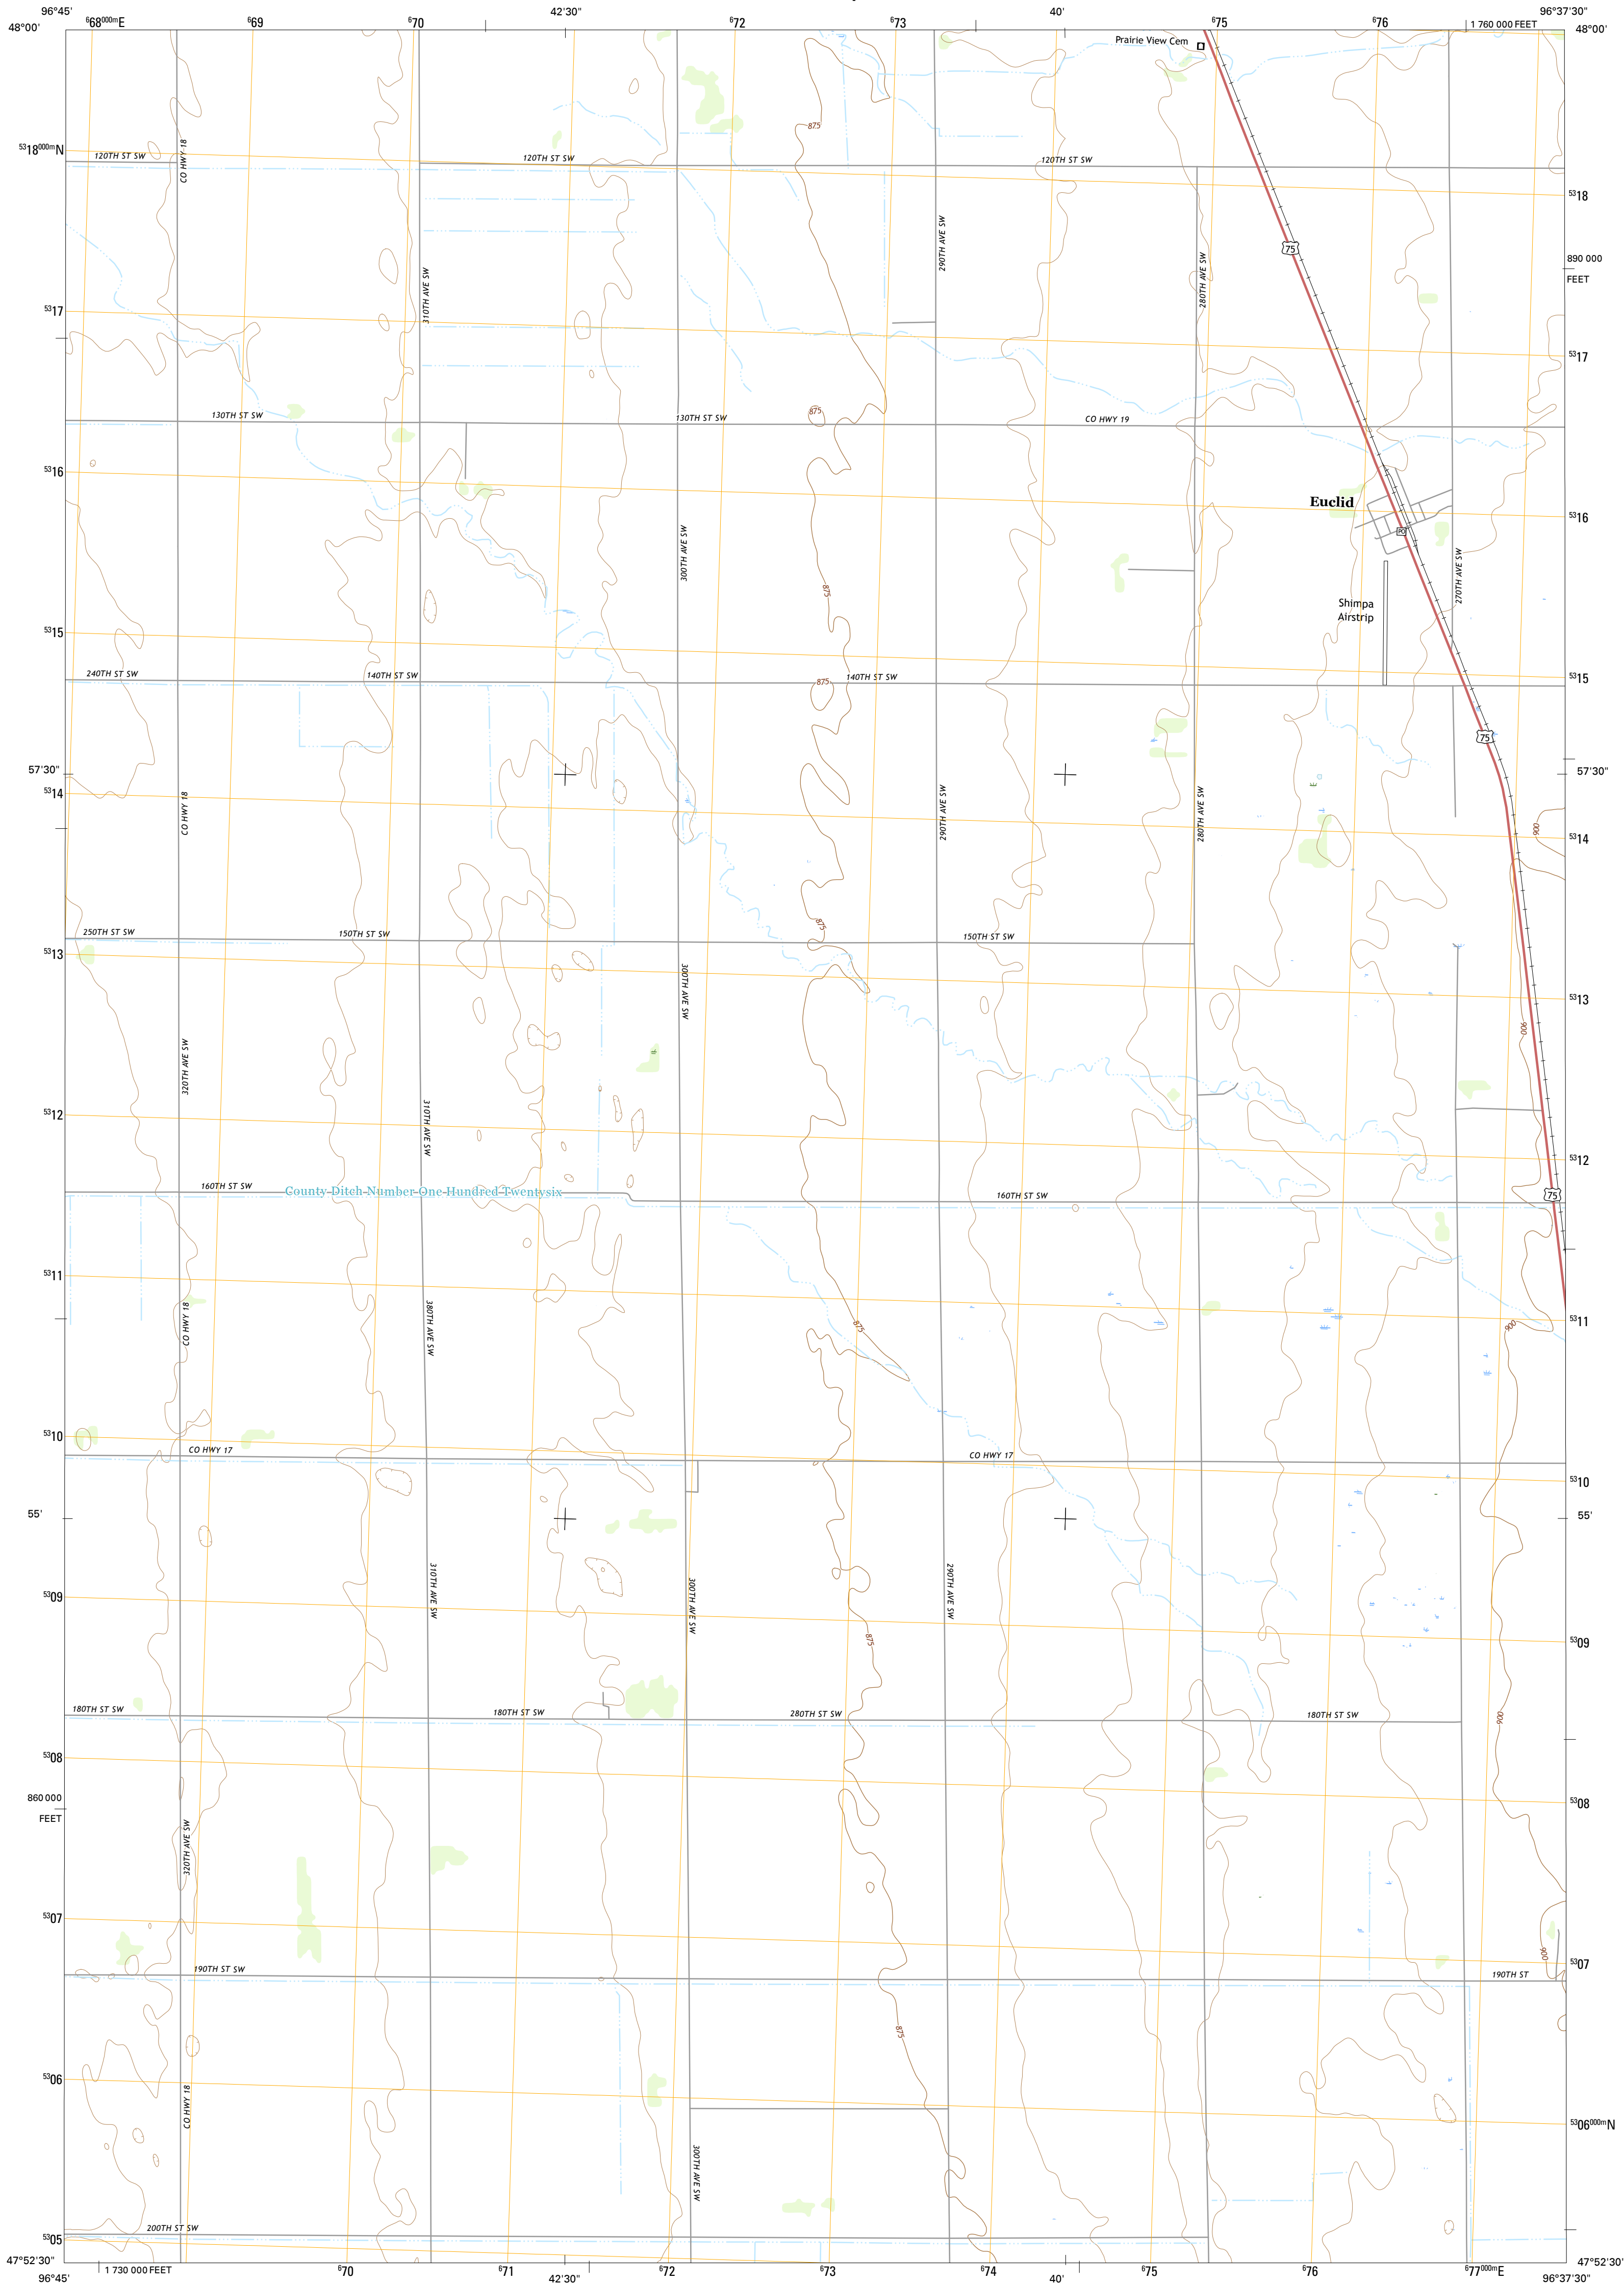 96°45'
⁶68⁰⁰⁰ᵐE
⁶69
⁶70
42'30"
⁶72
⁶73
40'
⁶75
⁶76
1 760 000 FEET
96°37'30"
48°00'
48°00'
Prairie View Cem
875
⁵³18⁰⁰⁰ᵐN
120TH ST SW
CO HWY 18
120TH ST SW
120TH ST SW
⁵³18
290TH AVE SW
75
890 000
FEET
310TH AVE SW
280TH AVE SW
⁵³17
⁵³17
130TH ST SW
130TH ST SW
875
CO HWY 19
⁵³16
Euclid
⁵³16
PO
300TH AVE SW
270TH AVE SW
875
Shimpa
Airstrip
⁵³15
240TH ST SW
140TH ST SW
875
140TH ST SW
⁵³15
75
57'30"
57'30"
⁵³14
CO HWY 18
290TH AVE SW
280TH AVE SW
900
⁵³14
875
250TH ST SW
150TH ST SW
150TH ST SW
⁵³13
300TH AVE SW
⁵³13
900
320TH AVE SW
⁵³12
310TH AVE SW
⁵³12
160TH ST SW
County Ditch Number One Hundred Twentysix
160TH ST SW
75
⁵³11
CO HWY 18
380TH AVE SW
875
900
⁵³11
⁵³10
CO HWY 17
CO HWY 17
⁵³10
55'
55'
⁵³09
310TH AVE SW
300TH AVE SW
290TH AVE SW
875
⁵³09
180TH ST SW
180TH ST SW
280TH ST SW
180TH ST SW
900
⁵³08
860 000
FEET
⁵³08
320TH AVE SW
⁵³07
900
⁵³07
190TH ST SW
190TH ST
875
⁵³06
CO HWY 18
⁵³06⁰⁰⁰ᵐN
300TH AVE SW
200TH ST SW
⁵³05
47°52'30"
47°52'30"
96°45'
1 730 000 FEET
⁶70
⁶71
42'30"
⁶72
⁶73
⁶74
40'
⁶75
⁶76
⁶77⁰⁰⁰ᵐE
96°37'30"